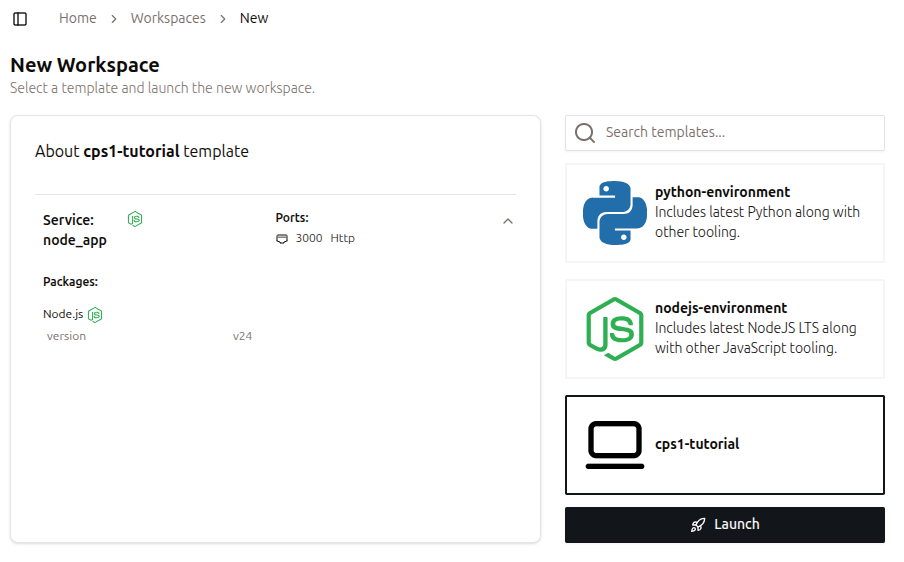 Home > Workspaces > New
New Workspace
Select a template and launch the new workspace.
About cps1-tutorial template
Service:
node_app
Ports:
3000 Http
Packages:
Node.js
version v24
Search templates...
python-environment
Includes latest Python along with
other tooling.
nodejs-environment
Includes latest NodeJS LTS along
with other JavaScript tooling.
cps1-tutorial
Launch